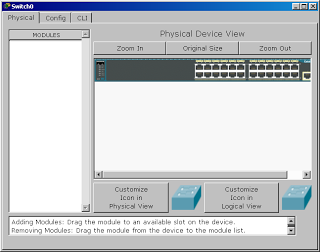 Switch0
Physical Config CLI
MODULES
Physical Device View
Zoom In Original Size Zoom Out
Customize
Icon in
Physical View
Customize
Icon in
Logical View
Adding Modules: Drag the module to an available slot on the device.
Removing Modules: Drag the module from the device to the module list.